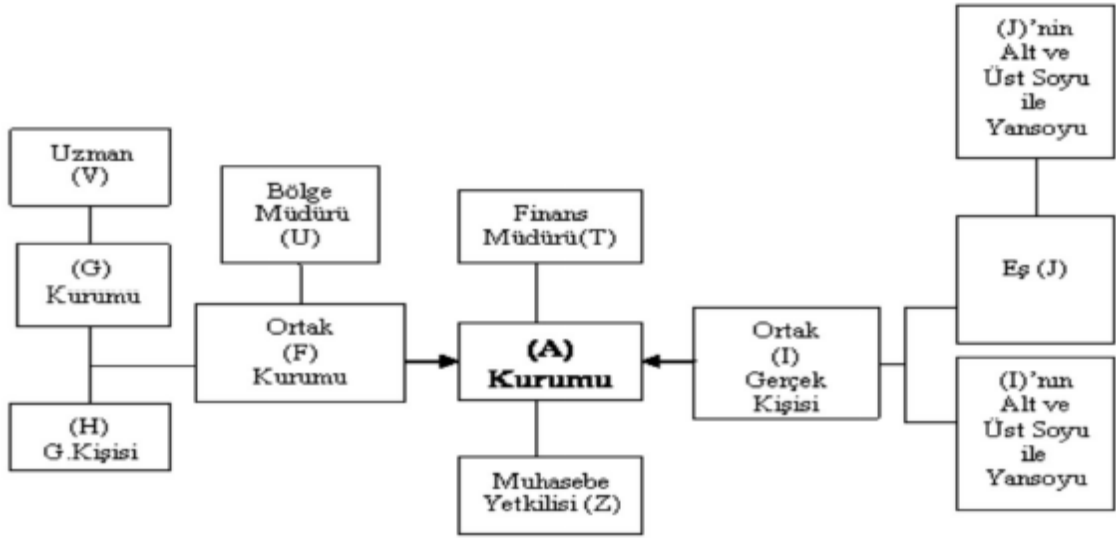 (J)'nin
Alt ve
Üst Soyu
ile
Yansoyu
Uzman
(V)
Bölge
Müdürü
(U)
Finans
Müdürü(T)
(G)
Kurumu
Eş (J)
Ortak
(F)
Kurumu
(A)
Kurumu
Ortak
(I)
Gerçek
Kişisi
(H)
G.Kişisi
(I)'nın
Alt ve
Üst Soyu
ile
Yansoyu
Muhasebe
Yetkilisi (Z)